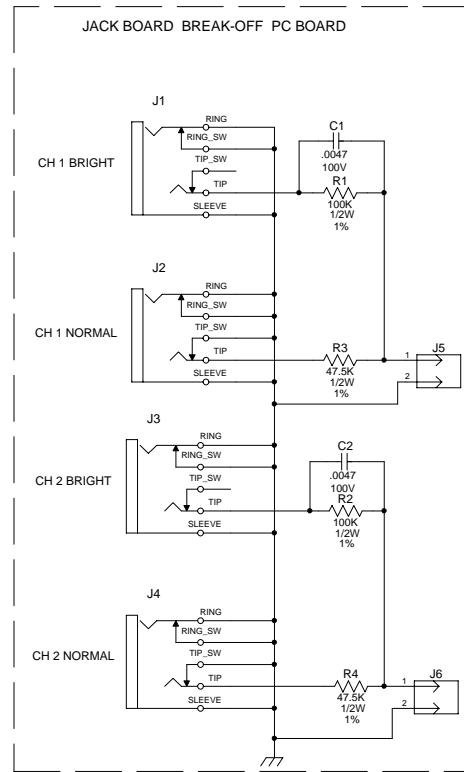 JACK BOARD BREAK-OFF PC BOARD
J1
RING
RING_SW
TIP_SW
TIP
SLEEVE
CH 1 BRIGHT
C1
.0047
100V
R1
100K
1/2W
1%
J2
RING
RING_SW
TIP_SW
TIP
SLEEVE
CH 1 NORMAL
R3
47.5K
1/2W
1%
J5
1
2
J3
RING
RING_SW
TIP_SW
TIP
SLEEVE
CH 2 BRIGHT
C2
.0047
100V
R2
100K
1/2W
1%
J4
RING
RING_SW
TIP_SW
TIP
SLEEVE
CH 2 NORMAL
R4
47.5K
1/2W
1%
J6
1
2